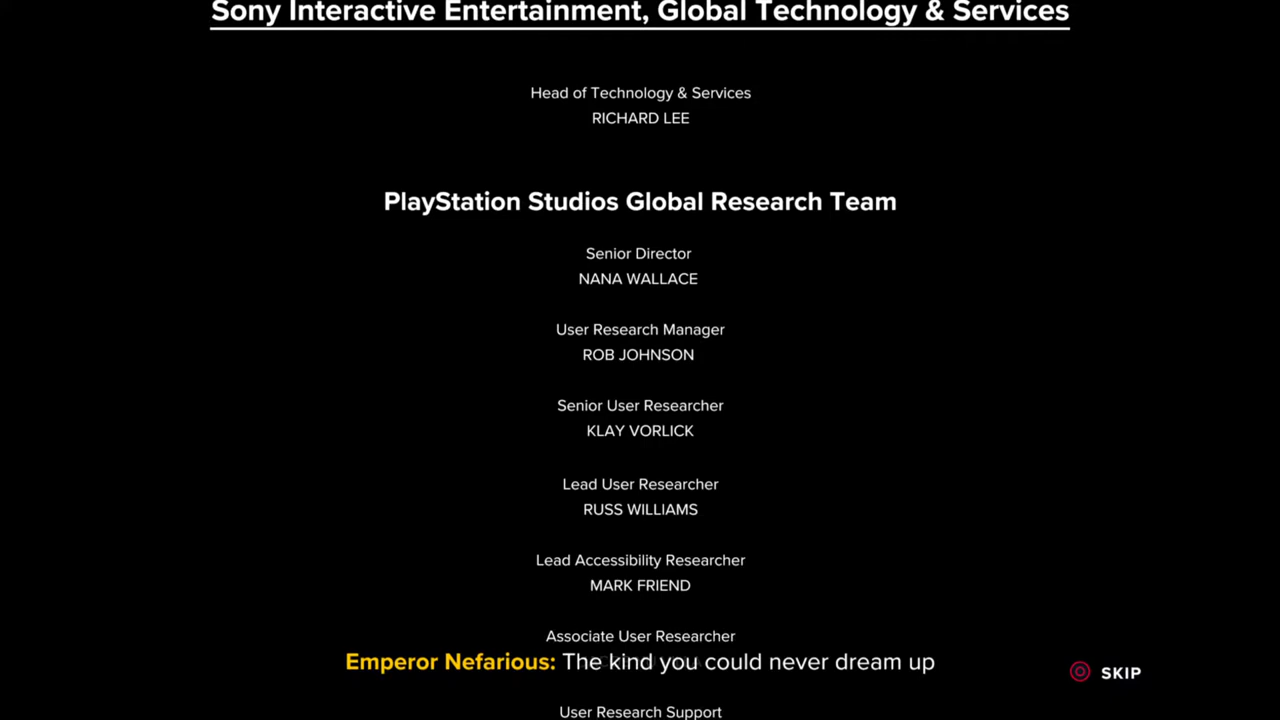 Sony Interactive Entertainment, Global Technology & Services
Head of Technology & Services
RICHARD LEE
PlayStation Studios Global Research Team
Senior Director
NANA WALLACE
User Research Manager
ROB JOHNSON
Senior User Researcher
KLAY VORLICK
Lead User Researcher
RUSS WILLIAMS
Lead Accessibility Researcher
MARK FRIEND
Associate User Researcher
Emperor Nefarious: The kind you could never dream up
SKIP
User Research Support